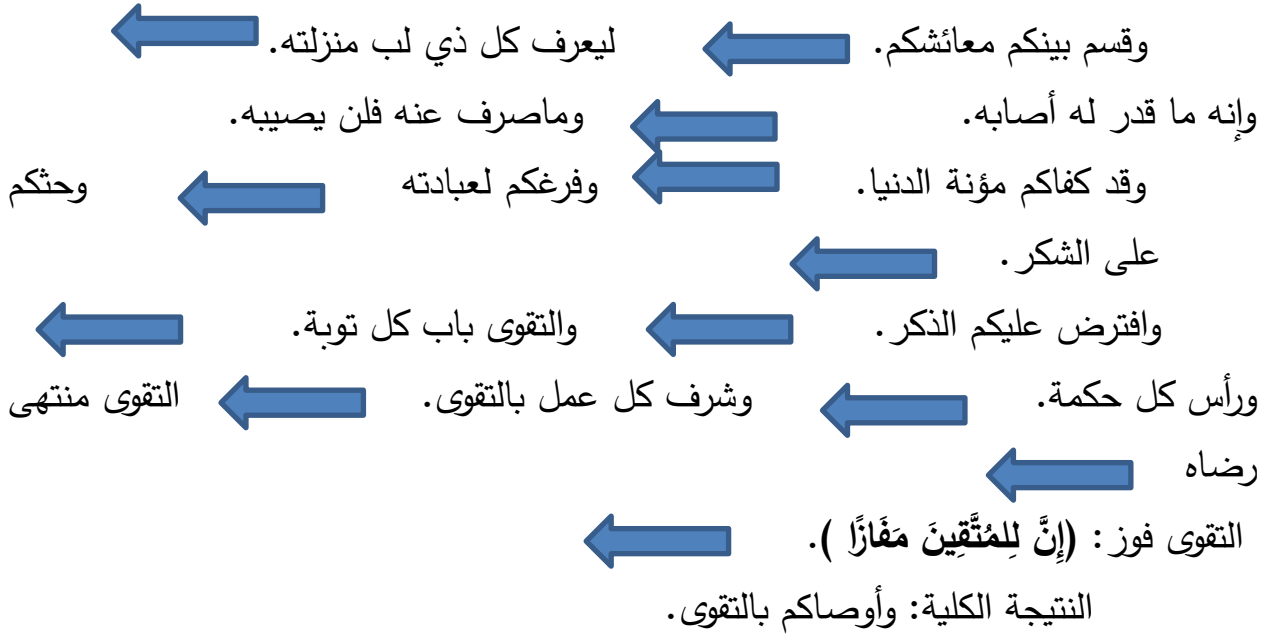 وقسم بينكم معائشكم. ليعرف كل ذي لب منزلته.
وإنه ما قدر له أصابه. وماصرف عنه فلن يصيبه.
وقد كفاكم مؤنة الدنيا. وفرغكم لعبادته وحثكم
على الشكر.
وافترض عليكم الذكر. والتقوى باب كل توبة.
ورأس كل حكمة. وشرف كل عمل بالتقوى. التقوى منتهى
رضاه
التقوى فوز: (إِنَّ لِلمُتَّقِينَ مَفَازًا ).
النتيجة الكلية: وأوصاكم بالتقوى.